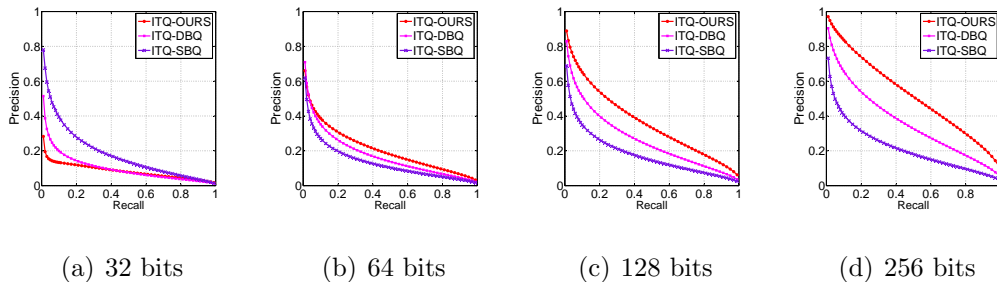 1
0.8
0.6
0.4
0.2
0
0 0.2 0.4 0.6 0.8 1
Precision
Recall
ITQ-OURS
ITQ-DBQ
ITQ-SBQ
(a) 32 bits
1
0.8
0.6
0.4
0.2
0
0 0.2 0.4 0.6 0.8 1
Precision
Recall
ITQ-OURS
ITQ-DBQ
ITQ-SBQ
(b) 64 bits
1
0.8
0.6
0.4
0.2
0
0 0.2 0.4 0.6 0.8 1
Precision
Recall
ITQ-OURS
ITQ-DBQ
ITQ-SBQ
(c) 128 bits
1
0.8
0.6
0.4
0.2
0
0 0.2 0.4 0.6 0.8
Precision
Recall
ITQ-OURS
ITQ-DBQ
ITQ-SBQ
(d) 256 bits